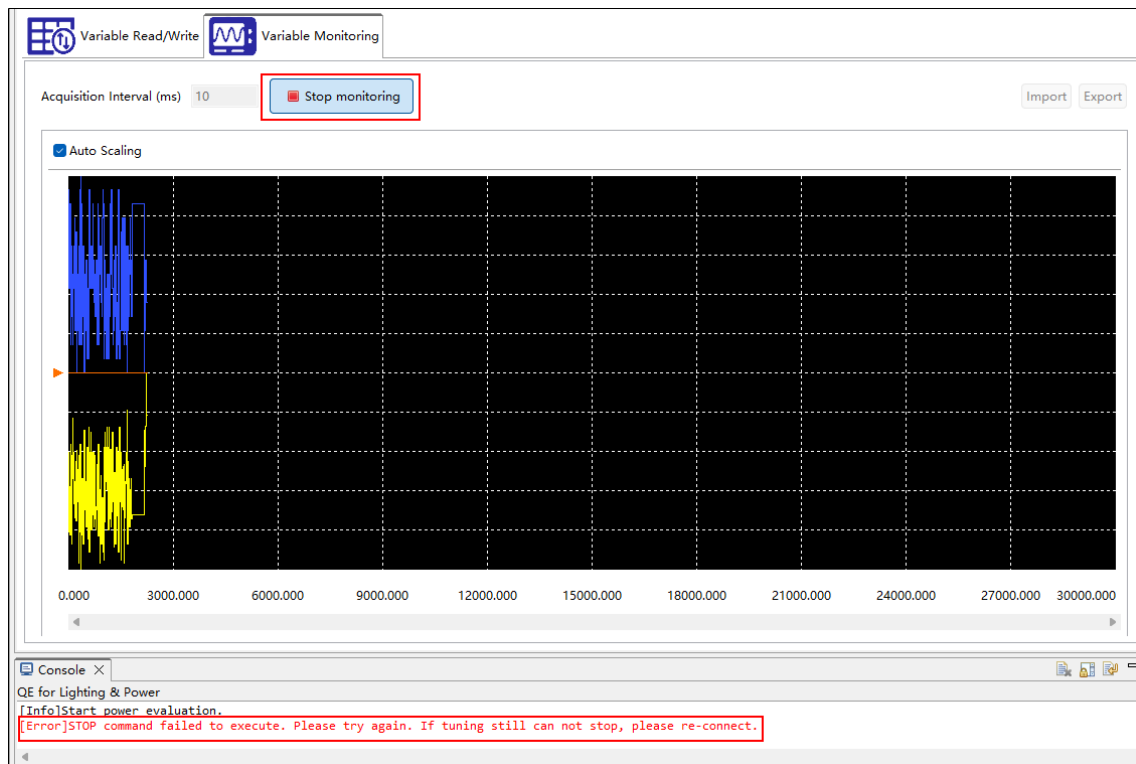 Variable Read/Write Variable Monitoring
Acquisition Interval (ms) 10 Stop monitoring Import Export
Auto Scaling
0.000 3000.000 6000.000 9000.000 12000.000 15000.000 18000.000 21000.000 24000.000 27000.000 30000.000
Console
QE for Lighting & Power
[Info]Start power evaluation.
[Error]STOP command failed to execute. Please try again. If tuning still can not stop, please re-connect.